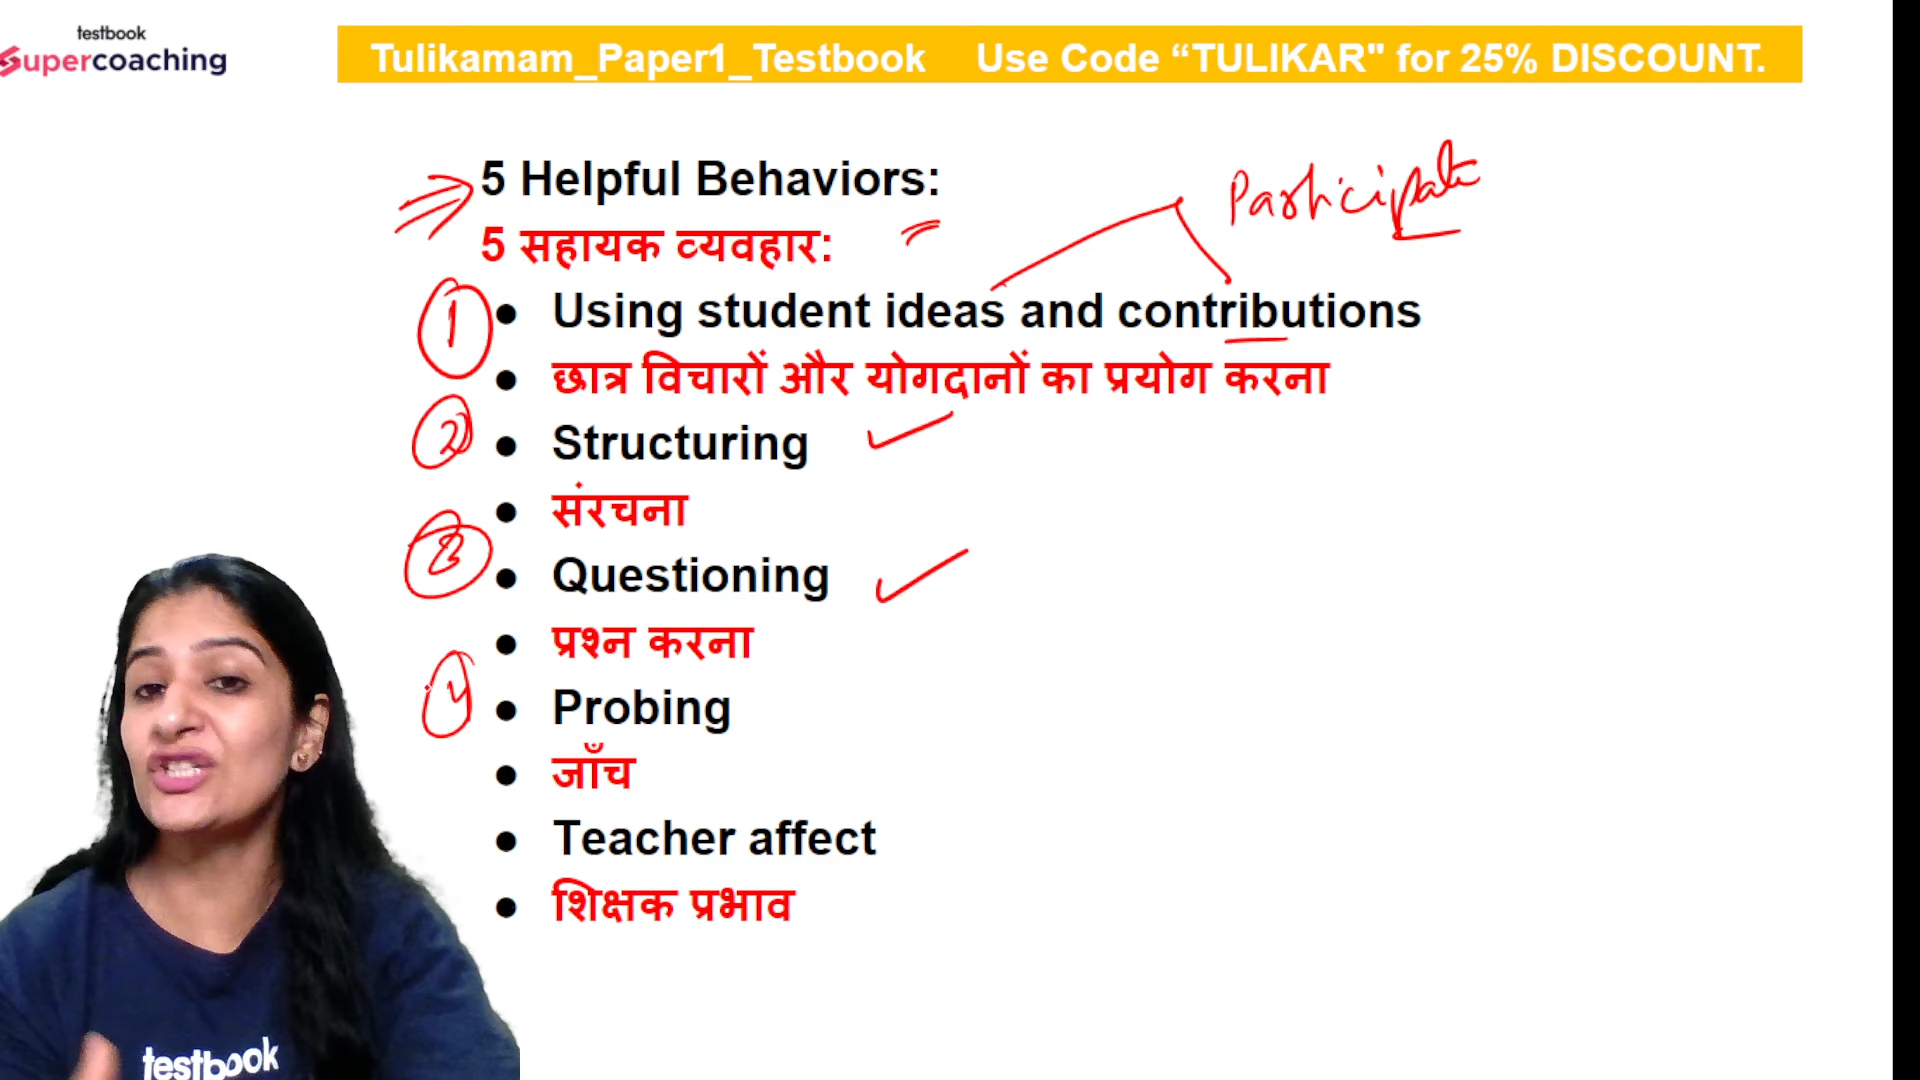 testbook
Supercoaching
Tulikamam_Paper1_Testbook Use Code “TULIKAR" for 25% DISCOUNT.
5 Helpful Behaviors:
5 सहायक व्यवहार:
Participate
1
● Using student ideas and contributions
● छात्र विचारों और योगदानों का प्रयोग करना
2
● Structuring
● संरचना
3
● Questioning
● प्रश्न करना
4
● Probing
● जाँच
● Teacher affect
● शिक्षक प्रभाव
testbook